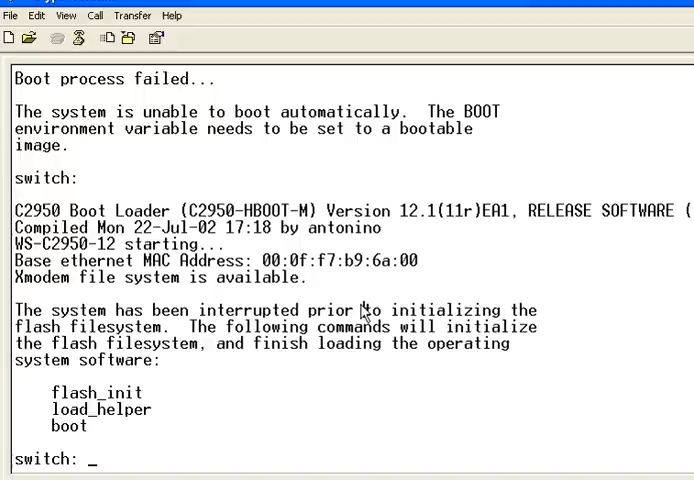 File Edit View Call Transfer Help
Boot process failed...
The system is unable to boot automatically. The BOOT
environment variable needs to be set to a bootable
image.
switch:
C2950 Boot Loader (C2950-HBOOT-M) Version 12.1(11r)EA1, RELEASE SOFTWARE (
Compiled Mon 22-Jul-02 17:18 by antonino
WS-C2950-12 starting...
Base ethernet MAC Address: 00:0f:f7:b9:6a:00
Xmodem file system is available.
The system has been interrupted prior to initializing the
flash filesystem. The following commands will initialize
the flash filesystem, and finish loading the operating
system software:
flash_init
load_helper
boot
switch: _